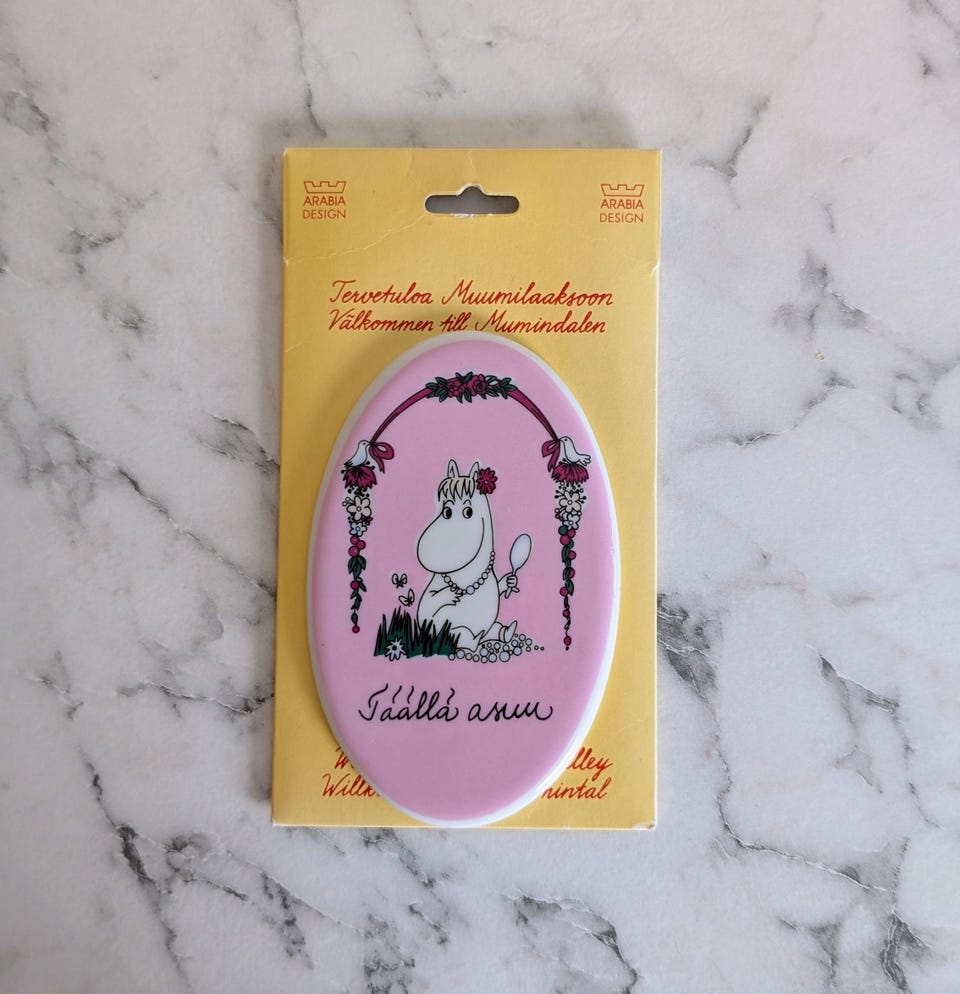 ARABIA
DESIGN
ARABIA
DESIGN
Tervetuloa Muumilaaksoon
Välkommen till Mumindalen
Täällä asuu